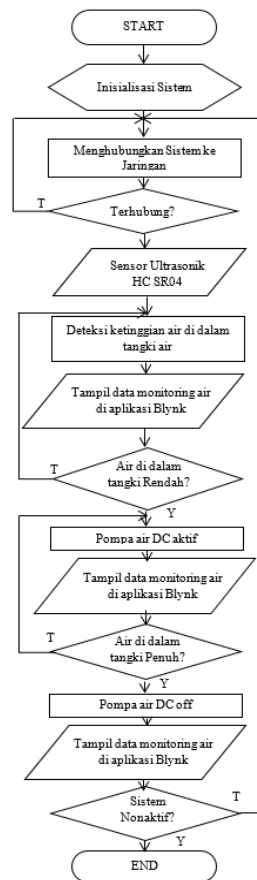 START
Inisialisasi Sistem
Menghubungkan Sistem ke
Jaringan
T
Terhubung?
Sensor Ultrasonik
HC SR04
Deteksi ketinggian air di dalam
tangki air
Tampil data monitoring air
di aplikasi Blynk
T
Air di dalam
tangki Rendah?
Y
Pompa air DC aktif
Tampil data monitoring air
di aplikasi Blynk
T
Air di dalam
tangki Penuh?
Y
Pompa air DC off
Tampil data monitoring air
di aplikasi Blynk
Sistem
Nonaktif?
T
Y
END